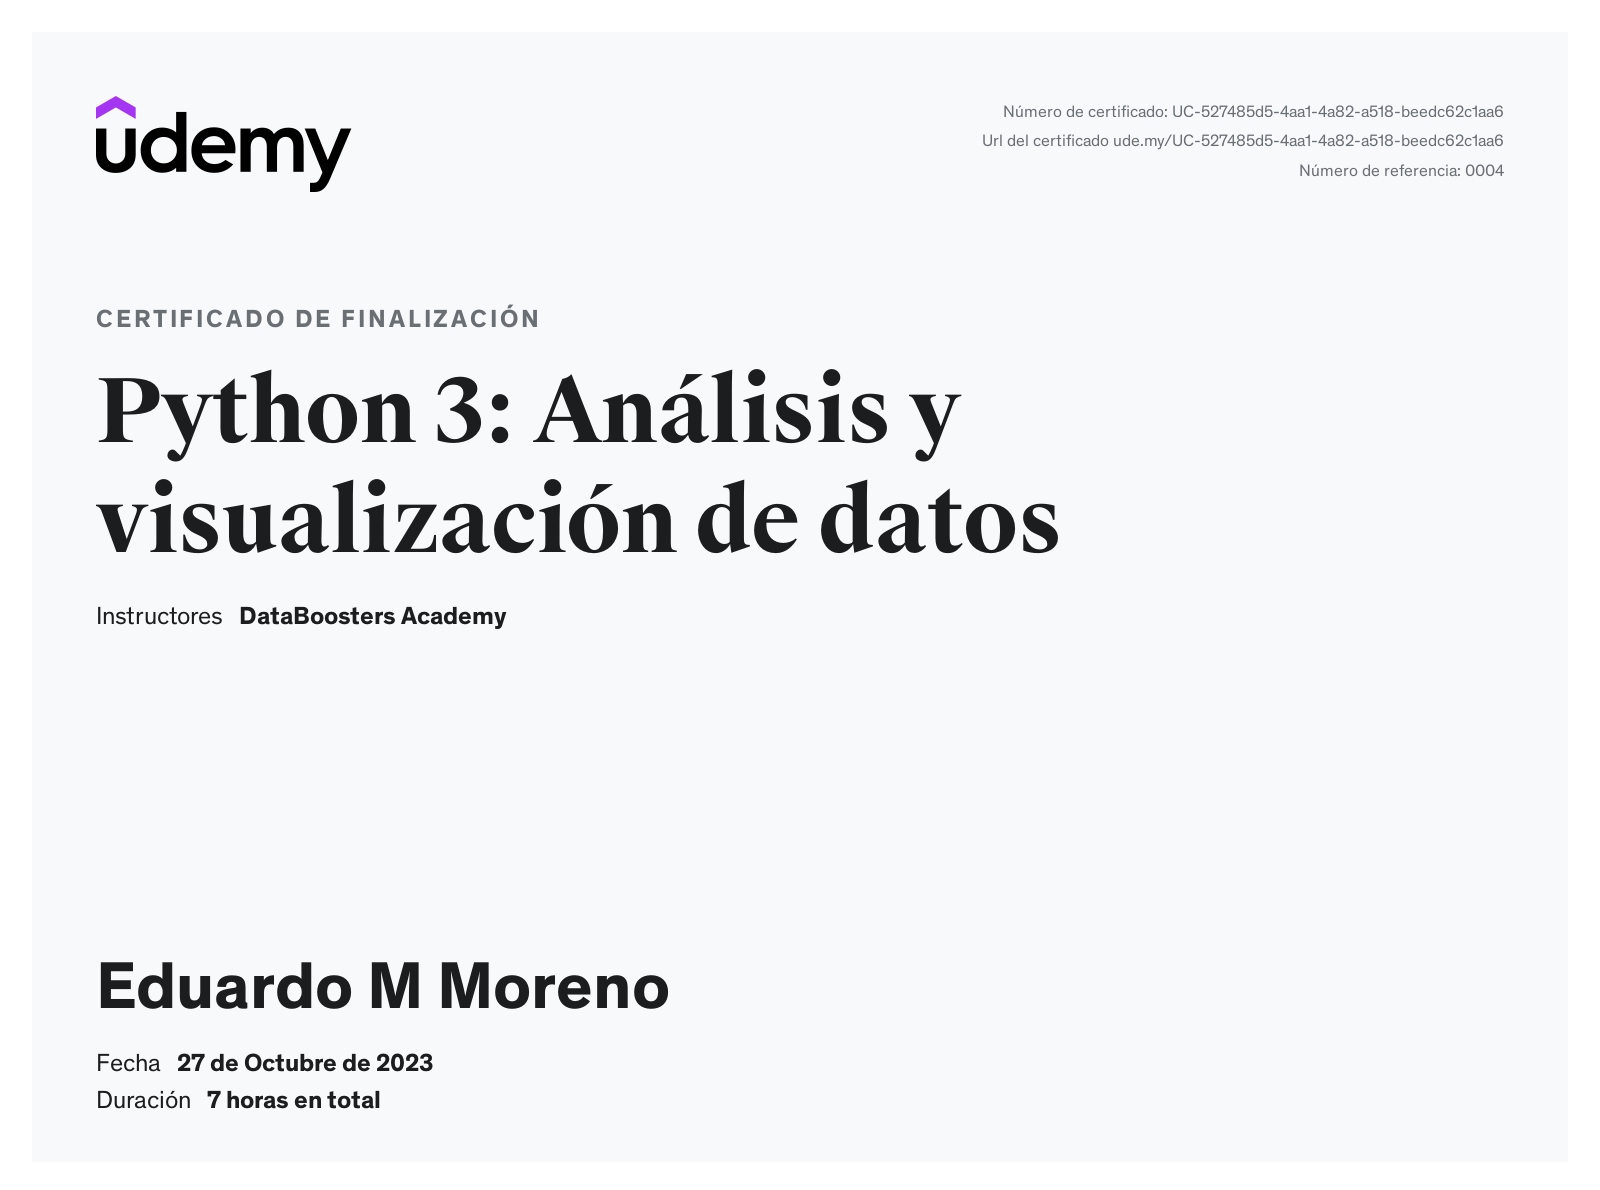 udemy
Número de certificado: UC-527485d5-4aa1-4a82-a518-beedc62c1aa6
Url del certificado ude.my/UC-527485d5-4aa1-4a82-a518-beedc62c1aa6
Número de referencia: 0004
CERTIFICADO DE FINALIZACIÓN
Python 3: Análisis y
visualización de datos
Instructores DataBoosters Academy
Eduardo M Moreno
Fecha 27 de Octubre de 2023
Duración 7 horas en total